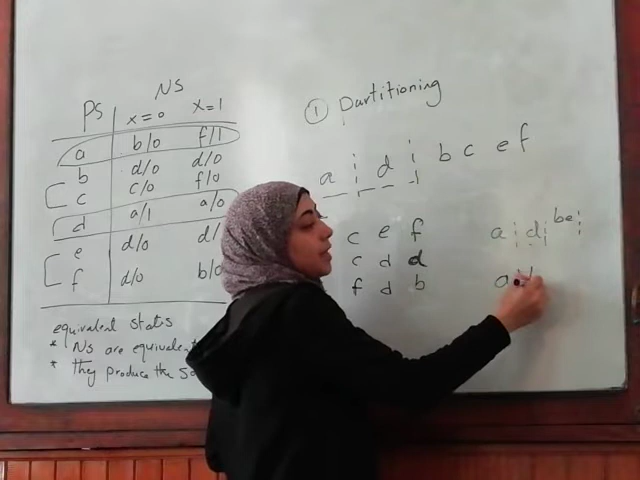 NS
PS x=0 x=1
a b/0 f/1
b d/0 d/0
c c/0 f/0
d a/1 a/0
e d/0 d/
f d/0 b/0
equivalent states
* NS are equivalent
* they produce the
① Partitioning
a d b c e f
c e f
c d d
f d b
a d be
a